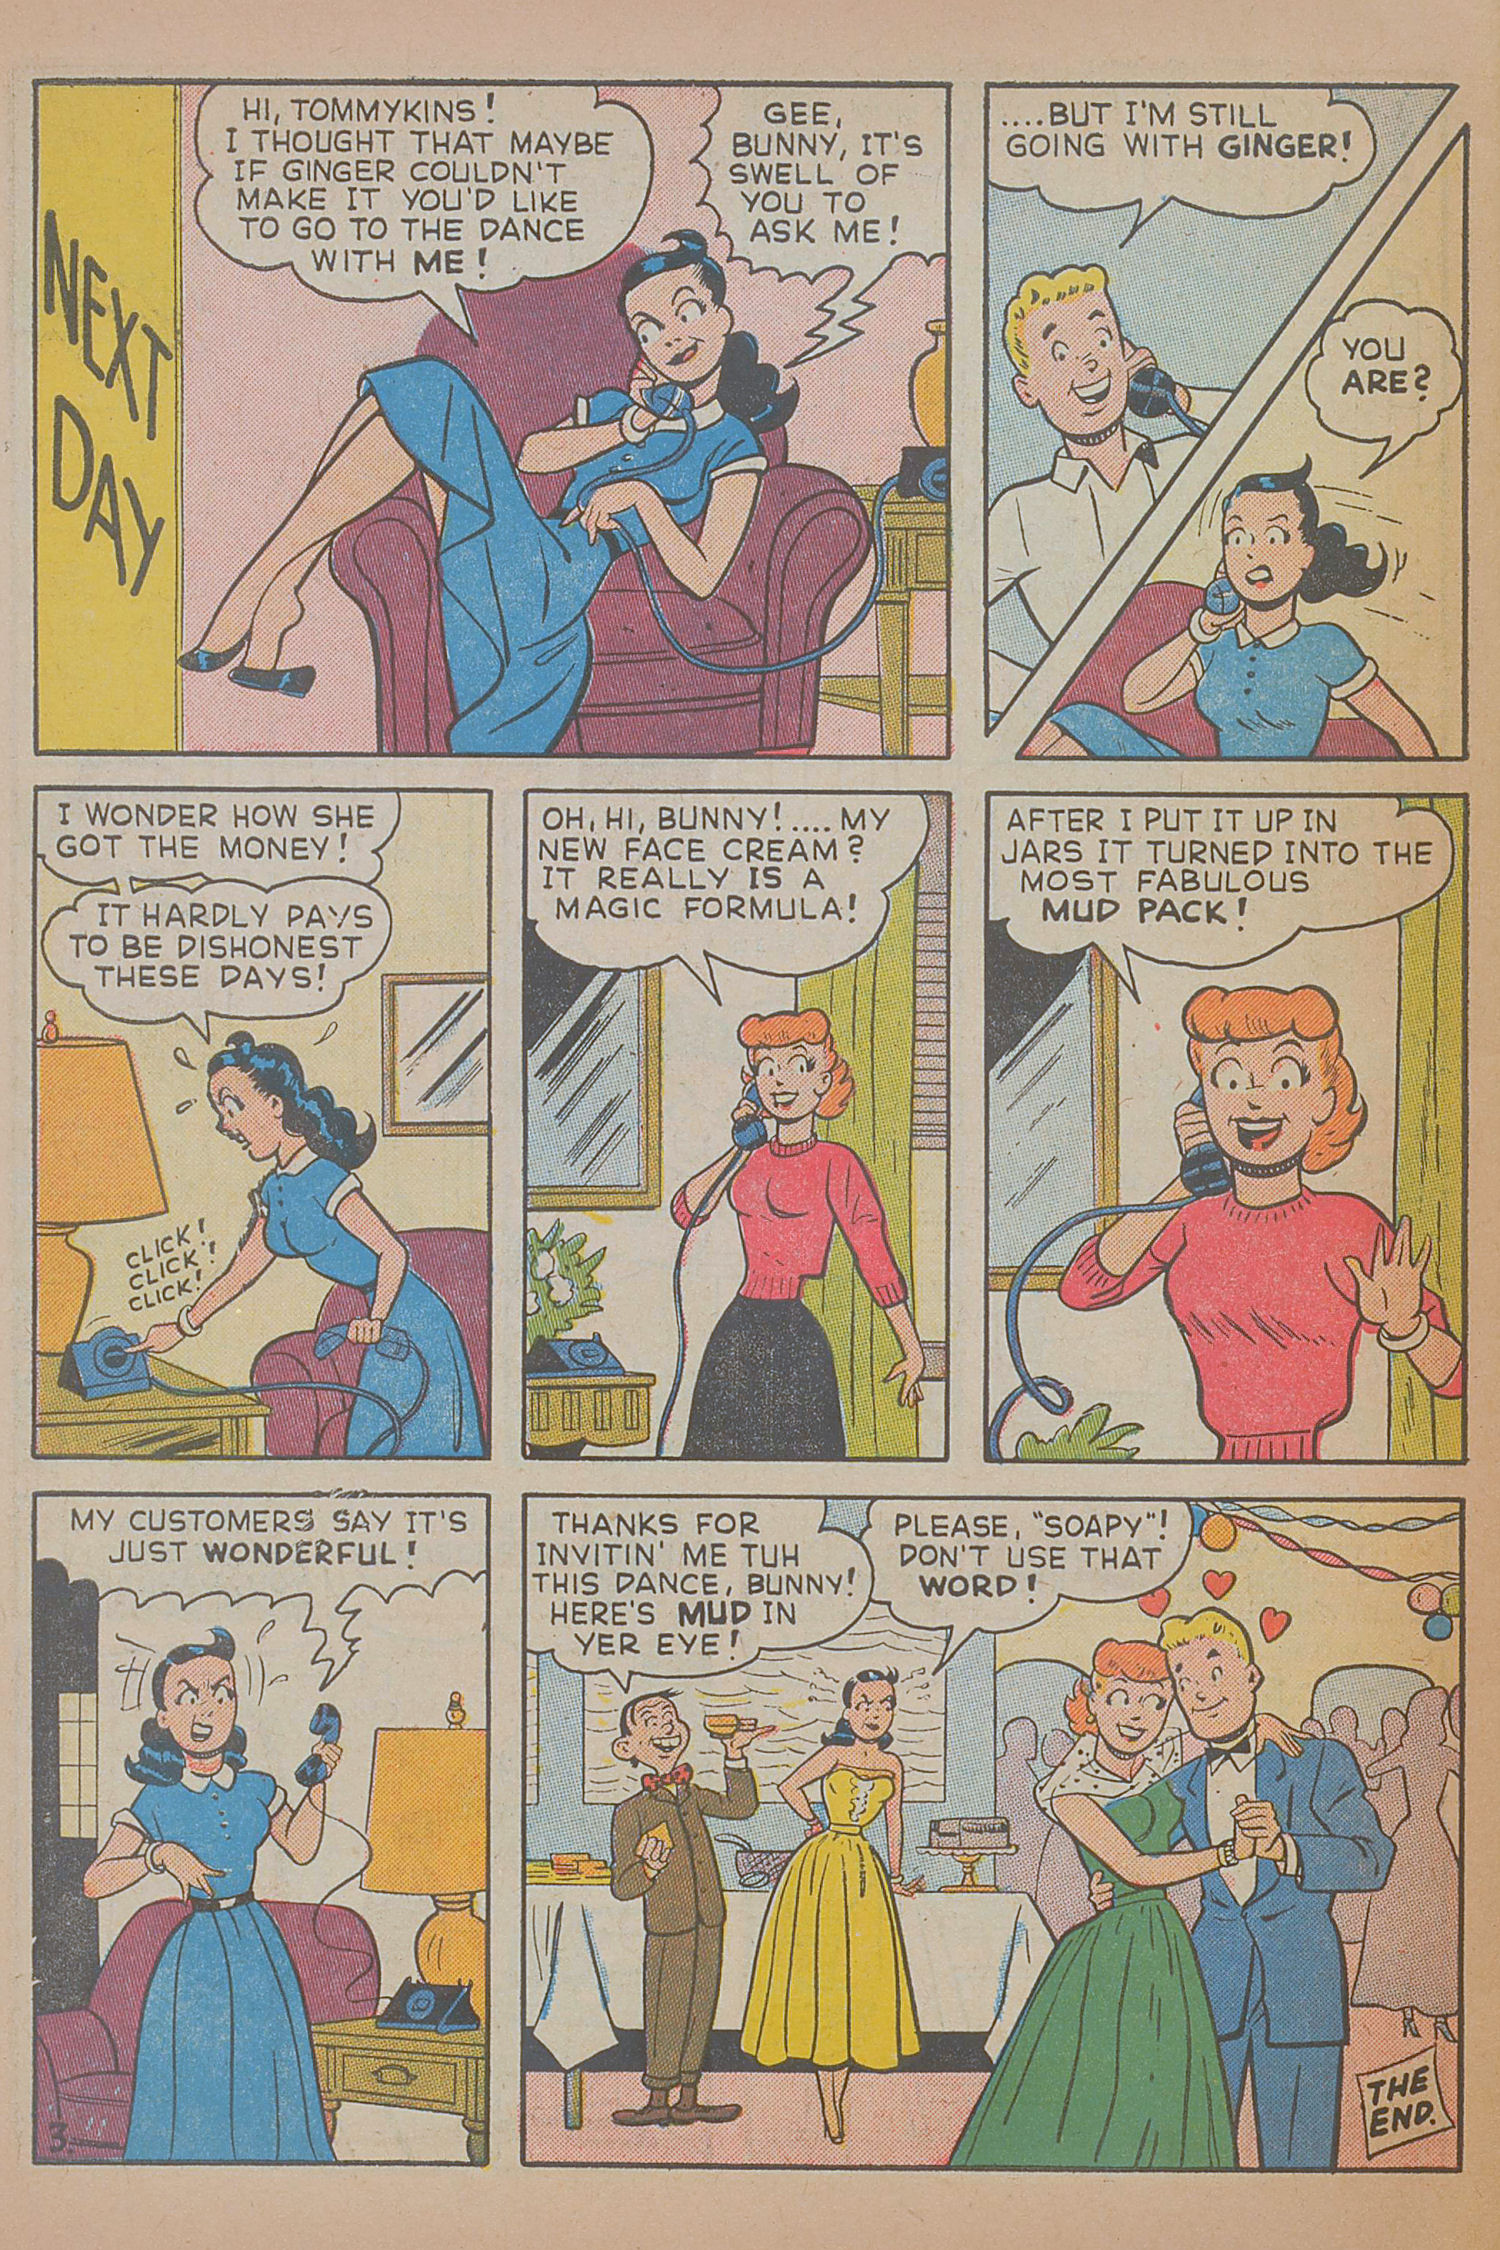 NEXT
DAY
HI, TOMMYKINS!
I THOUGHT THAT MAYBE
IF GINGER COULDN'T
MAKE IT YOU'D LIKE
TO GO TO THE DANCE
WITH ME!
GEE,
BUNNY, IT'S
SWELL OF
YOU TO
ASK ME!
....BUT I'M STILL
GOING WITH GINGER!
YOU
ARE?
I WONDER HOW SHE
GOT THE MONEY!
IT HARDLY PAYS
TO BE DISHONEST
THESE DAYS!
CLICK!
CLICK!
CLICK!
OH, HI, BUNNY!....MY
NEW FACE CREAM?
IT REALLY IS A
MAGIC FORMULA!
AFTER I PUT IT UP IN
JARS IT TURNED INTO THE
MOST FABULOUS
MUD PACK!
MY CUSTOMERS SAY IT'S
JUST WONDERFUL!
3
THANKS FOR
INVITIN' ME TUH
THIS DANCE, BUNNY!
HERE'S MUD IN
YER EYE!
PLEASE, "SOAPY"!
DON'T USE THAT
WORD!
THE
END.